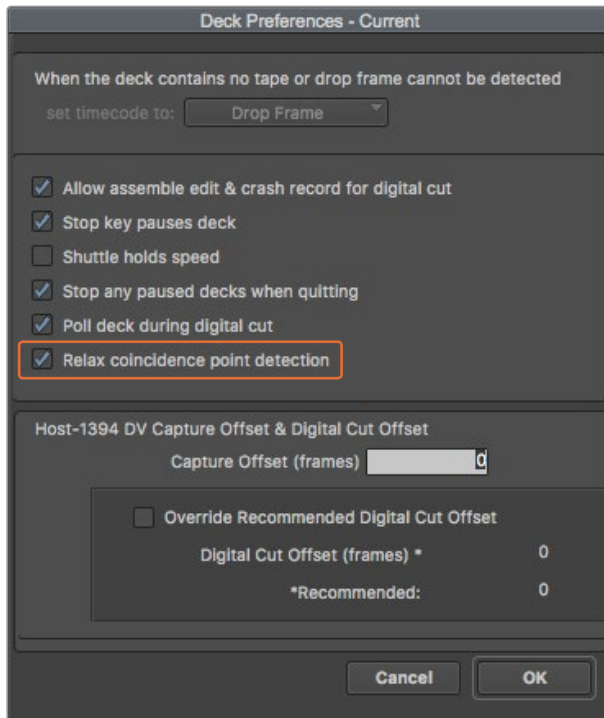 Deck Preferences - Current
When the deck contains no tape or drop frame cannot be detected
set timecode to: Drop Frame
Allow assemble edit & crash record for digital cut
Stop key pauses deck
Shuttle holds speed
Stop any paused decks when quitting
Poll deck during digital cut
Relax coincidence point detection
Host-1394 DV Capture Offset & Digital Cut Offset
Capture Offset (frames) 0
Override Recommended Digital Cut Offset
Digital Cut Offset (frames) * 0
*Recommended: 0
Cancel OK